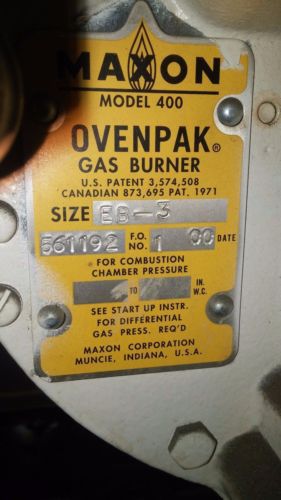 MAXON
MODEL 400
OVENPAK®
GAS BURNER
U.S. PATENT 3,574,508
CANADIAN 873,695 PAT. 1971
SIZE EB-3
561192 F.O. NO. 1 00 DATE
FOR COMBUSTION
CHAMBER PRESSURE
TO IN. W.C.
SEE START UP INSTR.
FOR DIFFERENTIAL
GAS PRESS. REQ'D
MAXON CORPORATION
MUNCIE, INDIANA, U.S.A.